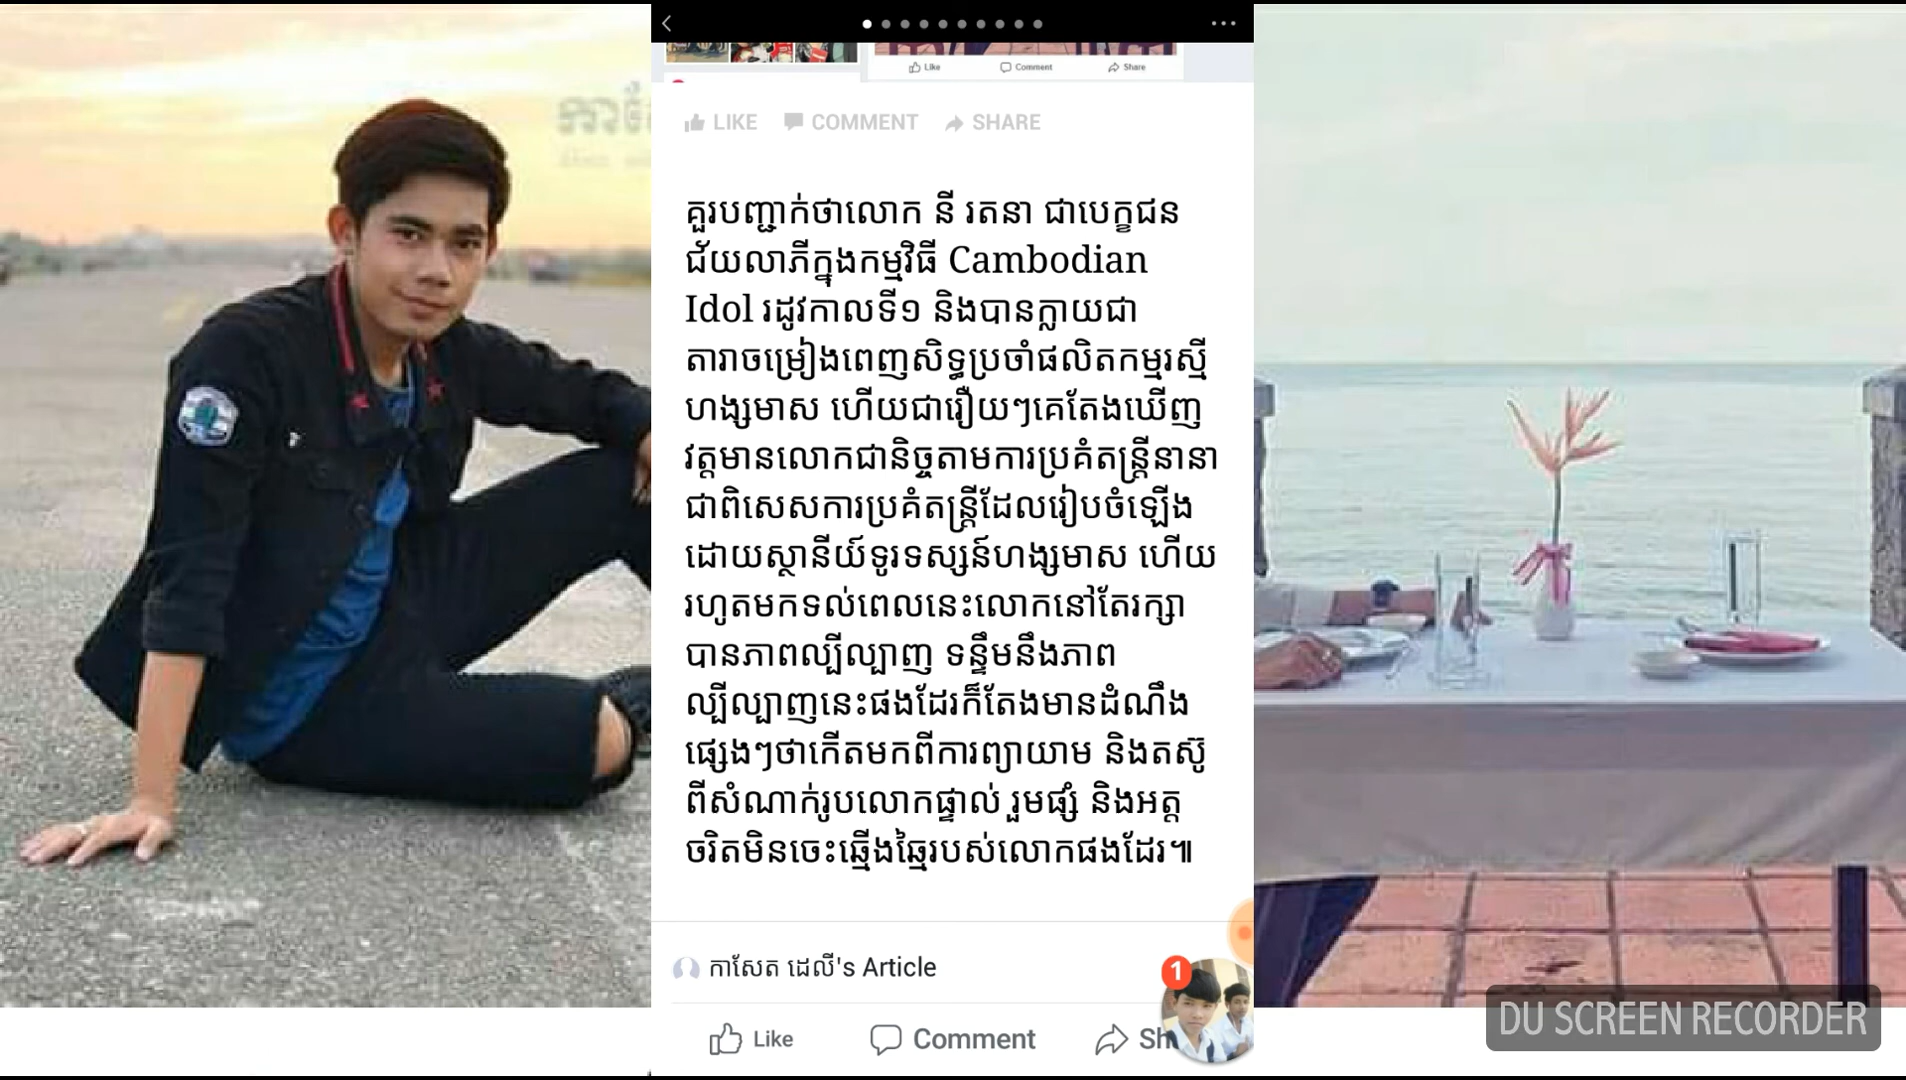 Like Comment Share
LIKE COMMENT SHARE
គួរបញ្ជាក់ថាលោក នី រតនា ជាបេក្ខជន
ជ័យលាភីក្នុងកម្មវិធី Cambodian
Idol រដូវកាលទី១ និងបានក្លាយជា
តារាចម្រៀងពេញសិទ្ធប្រចាំផលិតកម្មរស្មី
ហង្សមាស ហើយជារឿយៗគេតែងឃើញ
វត្តមានលោកជានិច្ចតាមការប្រគំតន្ត្រីនានា
ជាពិសេសការប្រគំតន្ត្រីដែលរៀបចំឡើង
ដោយស្ថានីយ៍ទូរទស្សន៍ហង្សមាស ហើយ
រហូតមកទល់ពេលនេះលោកនៅតែរក្សា
បានភាពល្បីល្បាញ ទន្ទឹមនឹងភាព
ល្បីល្បាញនេះផងដែរក៏តែងមានដំណឹង
ផ្សេងៗថាកើតមកពីការព្យាយាម និងតស៊ូ
ពីសំណាក់រូបលោកផ្ទាល់ រួមផ្សំ និងអត្ត
ចរិតមិនចេះឆ្មើងឆ្មៃរបស់លោកផងដែរ៕
កាសែត ដេលី's Article
1
Like Comment
DU SCREEN RECORDER